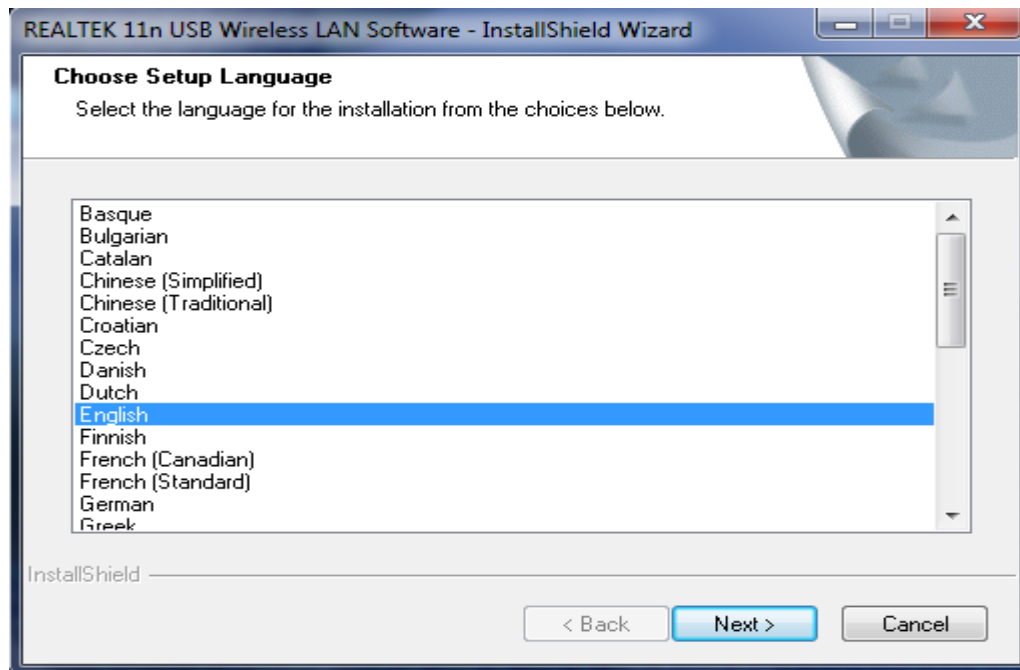 REALTEK 11n USB Wireless LAN Software - InstallShield Wizard
Choose Setup Language
Select the language for the installation from the choices below.
Basque
Bulgarian
Catalan
Chinese (Simplified)
Chinese (Traditional)
Croatian
Czech
Danish
Dutch
English
Finnish
French (Canadian)
French (Standard)
German
Greek
InstallShield
< Back Next > Cancel